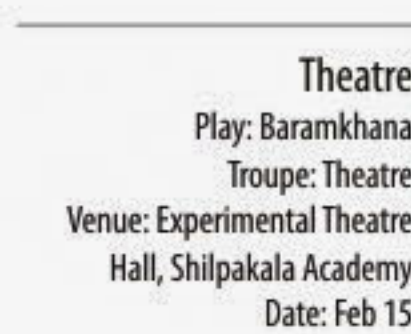 Theatre
Play: Baramkhana
Troupe: Theatre
Venue: Experimental Theatre
Hall, Shilpakala Academy
Date: Feb 15